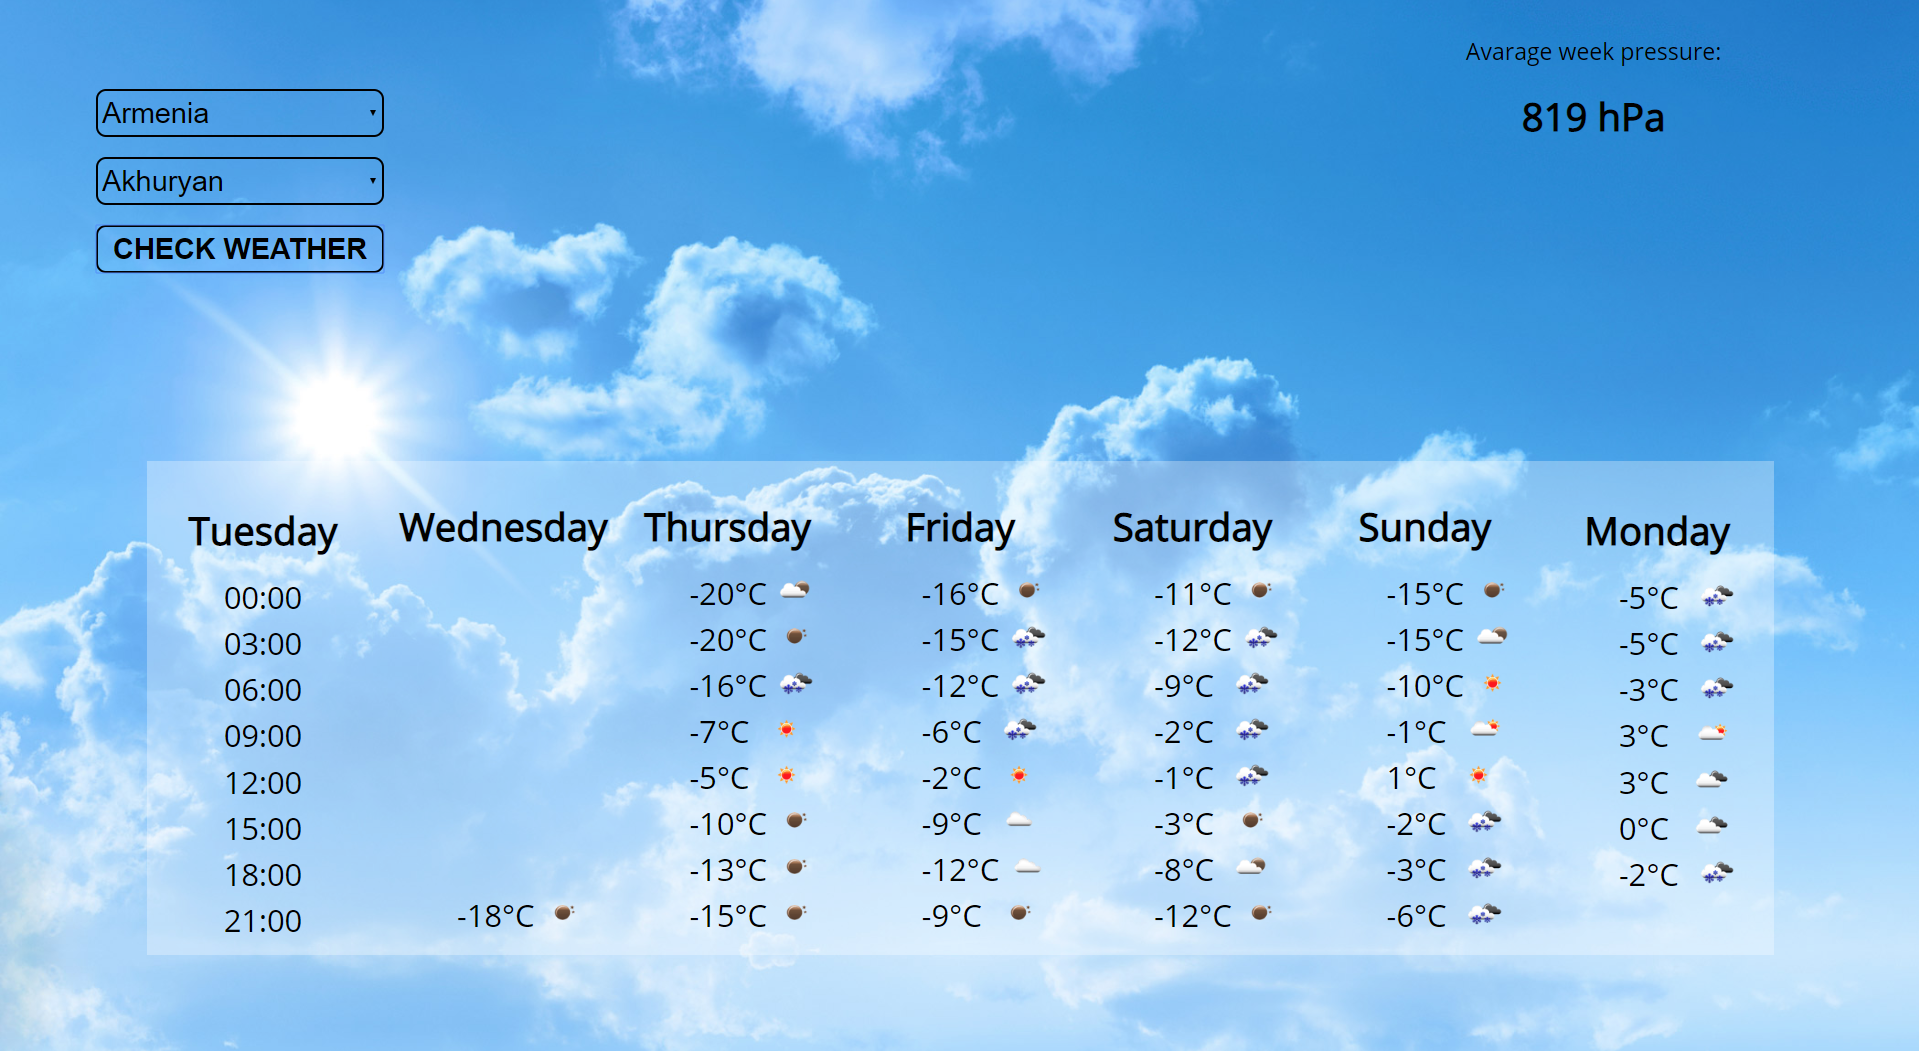 Avarage week pressure:
819 hPa
Armenia
Akhuryan
CHECK WEATHER
Tuesday Wednesday Thursday Friday Saturday Sunday Monday
00:00 -20°C -16°C -11°C -15°C -5°C
03:00 -20°C -15°C -12°C -15°C -5°C
06:00 -16°C -12°C -9°C -10°C -3°C
09:00 -7°C -6°C -2°C -1°C 3°C
12:00 -5°C -2°C -1°C 1°C 3°C
15:00 -10°C -9°C -3°C -2°C 0°C
18:00 -13°C -12°C -8°C -3°C -2°C
21:00 -18°C -15°C -9°C -12°C -6°C